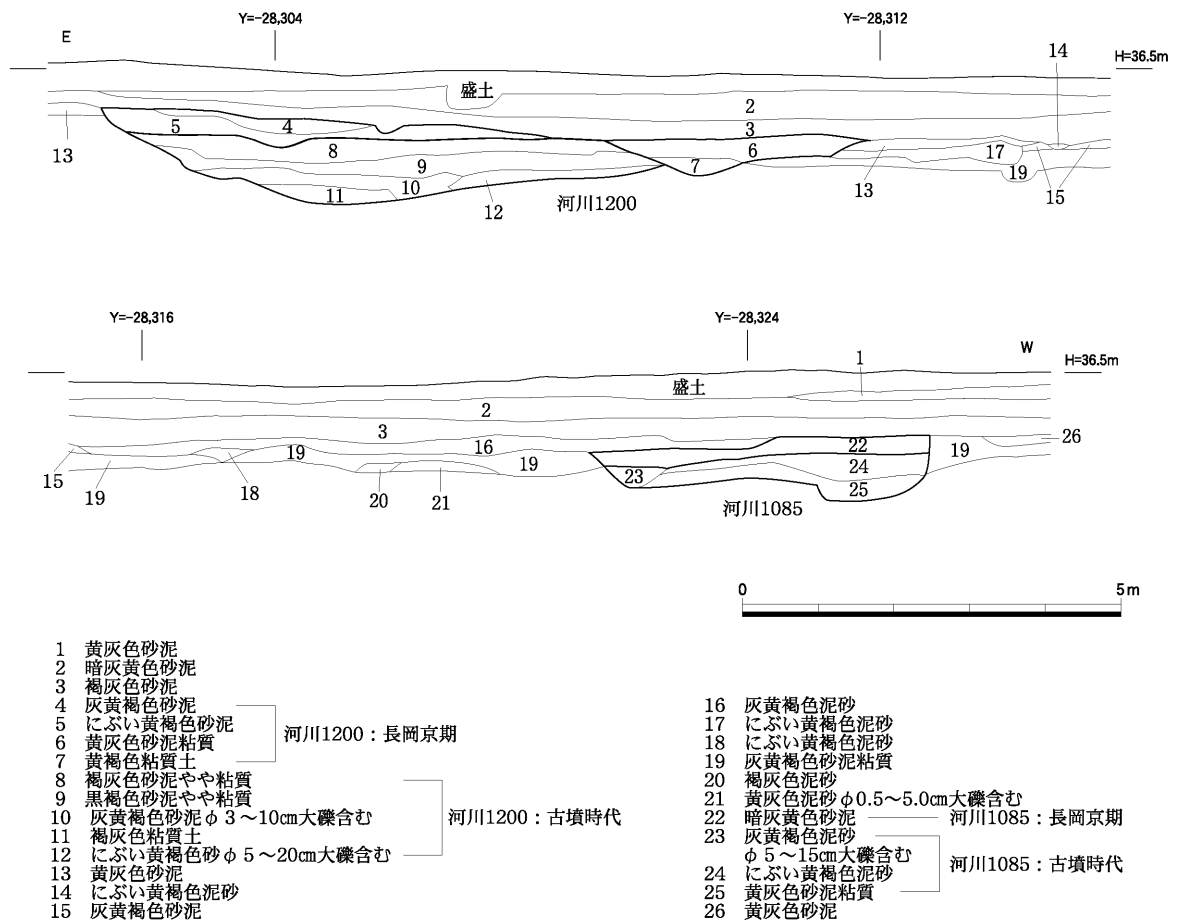 Y=-28,304
Y=-28,312
E
14
H=36.5m
盛土
2
5
4
3
13
8
6
17
9
7
19
10
11
12
13
15
河川1200
Y=-28,316
Y=-28,324
W
1
H=36.5m
盛土
2
3
16
22
26
19
19
19
24
15
19
18
20
21
23
25
河川1085
0
5m
1 黄灰色砂泥
2 暗灰黄色砂泥
3 褐灰色砂泥
4 灰黄褐色砂泥
5 にぶい黄褐色砂泥
河川1200：長岡京期
6 黄灰色砂泥粘質
7 黄褐色粘質土
8 褐灰色砂泥やや粘質
9 黒褐色砂泥やや粘質
10 灰黄褐色砂泥φ3～10cm大礫含む
河川1200：古墳時代
11 褐灰色粘質土
12 にぶい黄褐色砂φ5～20cm大礫含む
13 黄灰色砂泥
14 にぶい黄褐色泥砂
15 灰黄褐色砂泥
16 灰黄褐色泥砂
17 にぶい黄褐色泥砂
18 にぶい黄褐色泥砂
19 灰黄褐色砂泥粘質
20 褐灰色泥砂
21 黄灰色泥砂φ0.5～5.0cm大礫含む
22 暗灰黄色砂泥 河川1085：長岡京期
23 灰黄褐色泥砂
φ5～15cm大礫含む
河川1085：古墳時代
24 にぶい黄褐色泥砂
25 黄灰色砂泥粘質
26 黄灰色砂泥